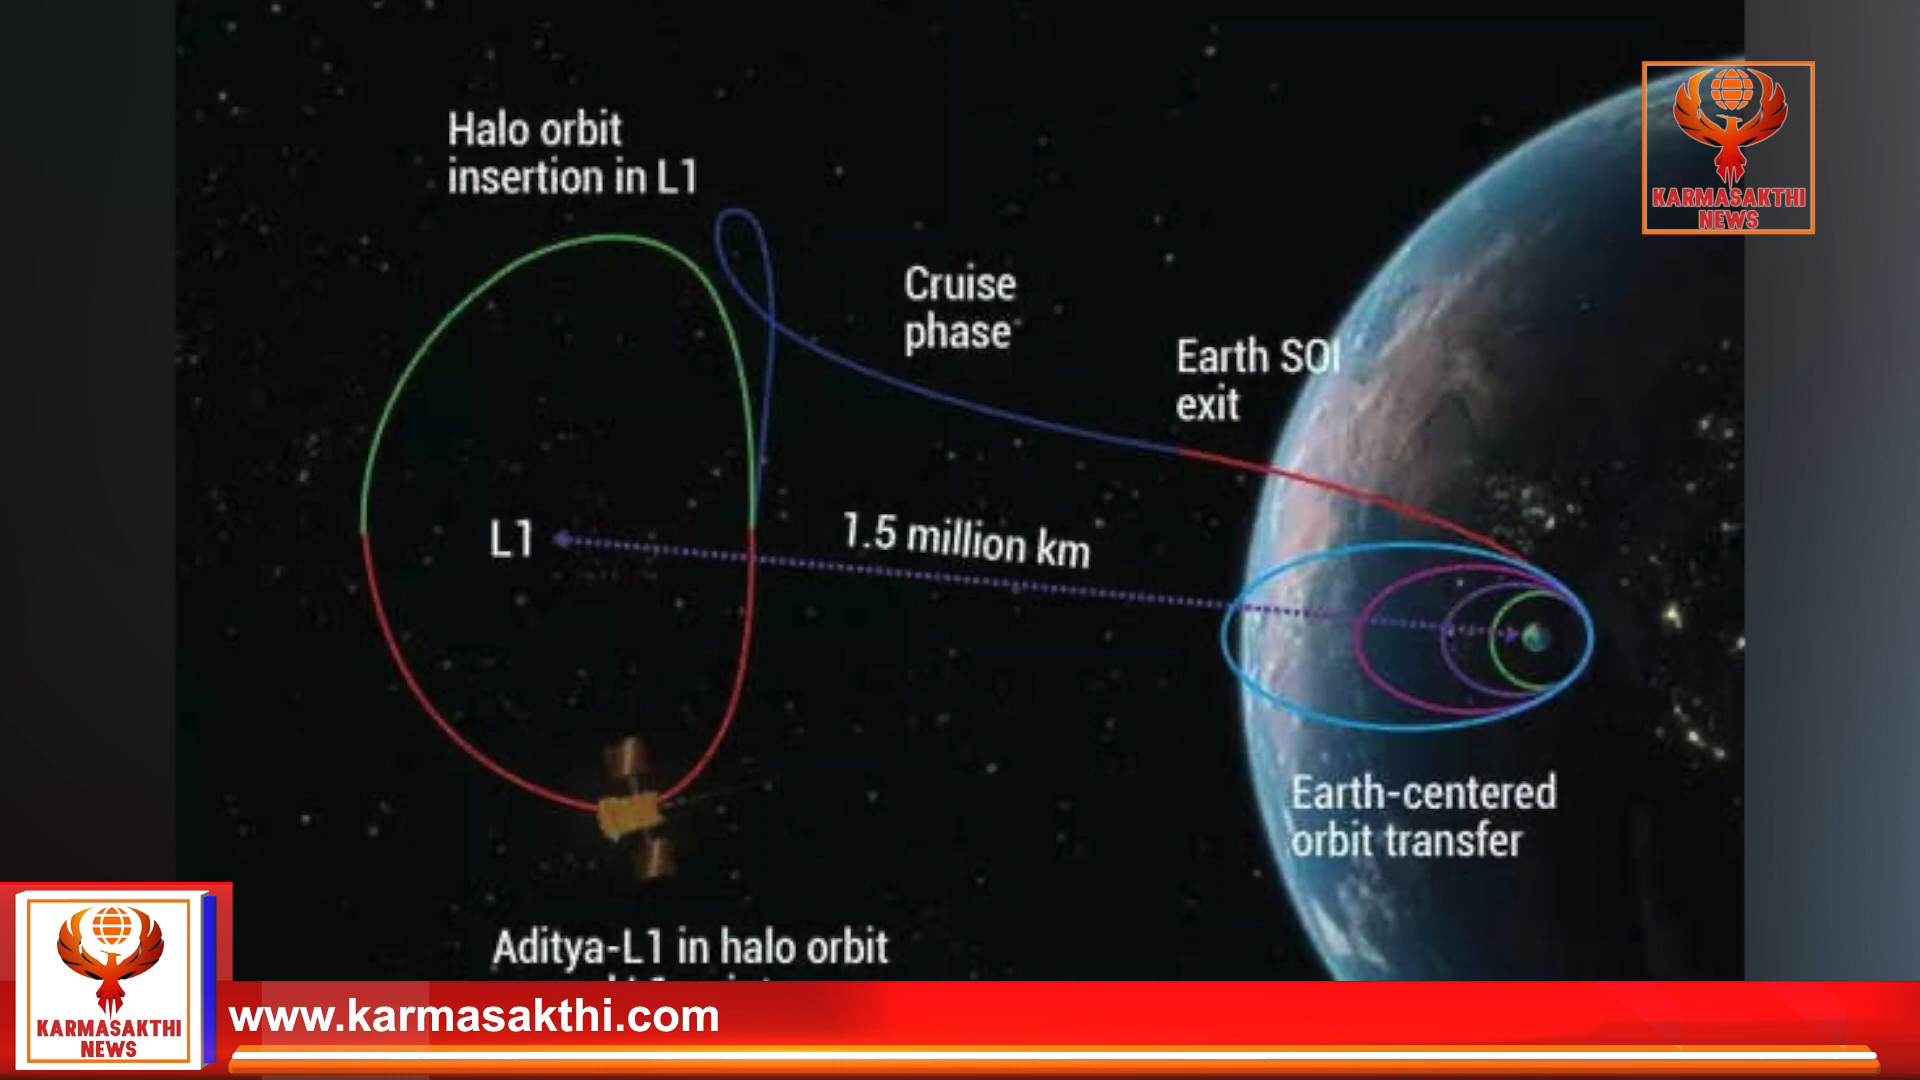 Halo orbit
insertion in L1
KARMASAKTHI
NEWS
Cruise
phase
Earth SOI
exit
L1
1.5 million km
Earth-centered
orbit transfer
Aditya-L1 in halo orbit
KARMASAKTHI
NEWS
www.karmasakthi.com